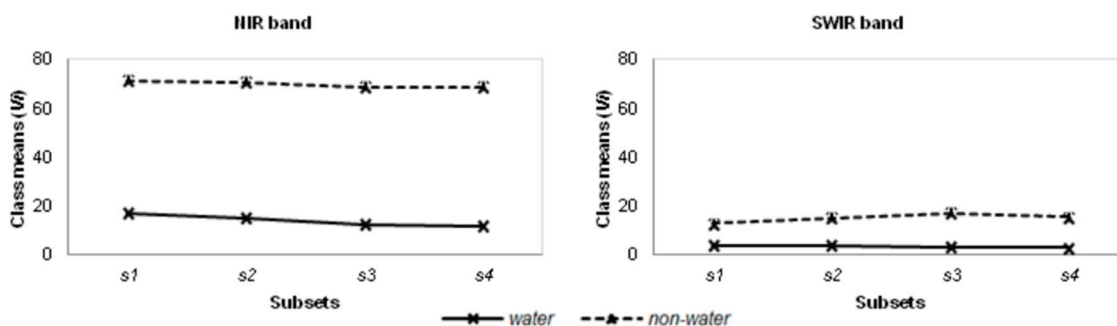 NIR band
Class means (Vi)
80
60
40
20
0
s1 s2 s3 s4
Subsets
SWIR band
Class means (Vi)
80
60
40
20
0
s1 s2 s3 s4
Subsets
water non-water